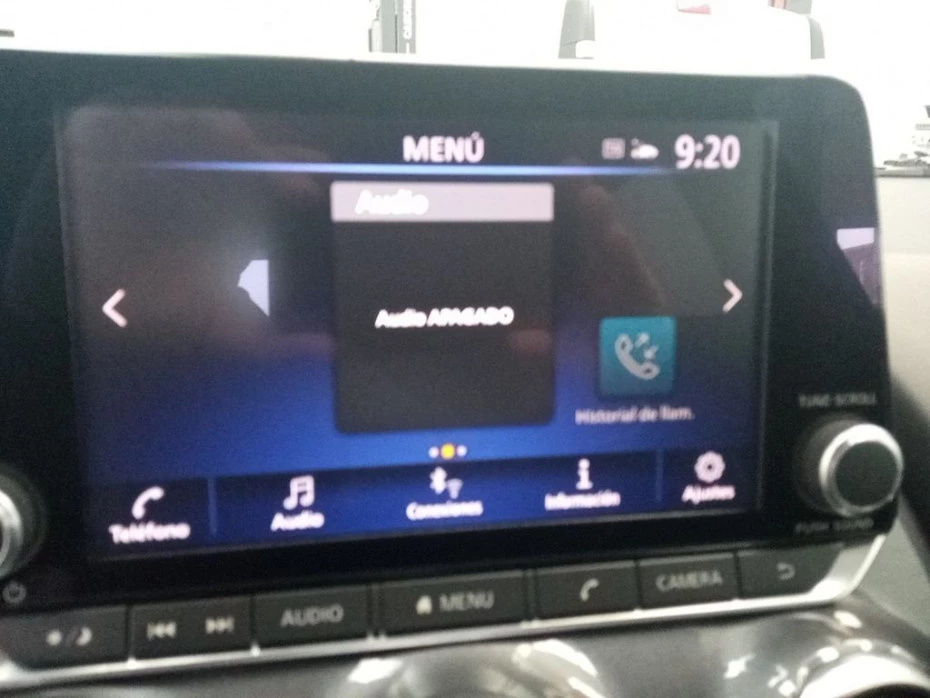 MENÚ
9:20
Audio
Audio APAGADO
Historial de llam.
Teléfono
Audio
Conexiones
Información
Ajustes
TUNE·SCROLL
PUSH SOUND
AUDIO
MENU
CAMERA